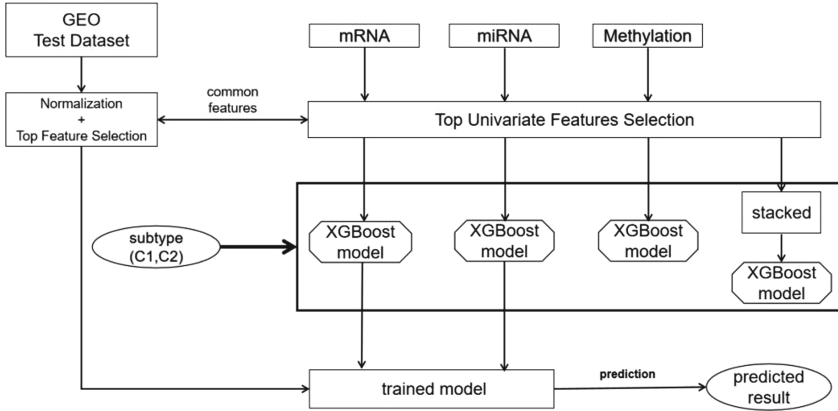 GEO
Test Dataset
mRNA
miRNA
Methylation
Normalization
+
Top Feature Selection
common
features
Top Univariate Features Selection
subtype
(C1,C2)
XGBoost
model
XGBoost
model
XGBoost
model
stacked
XGBoost
model
trained model
prediction
predicted
result